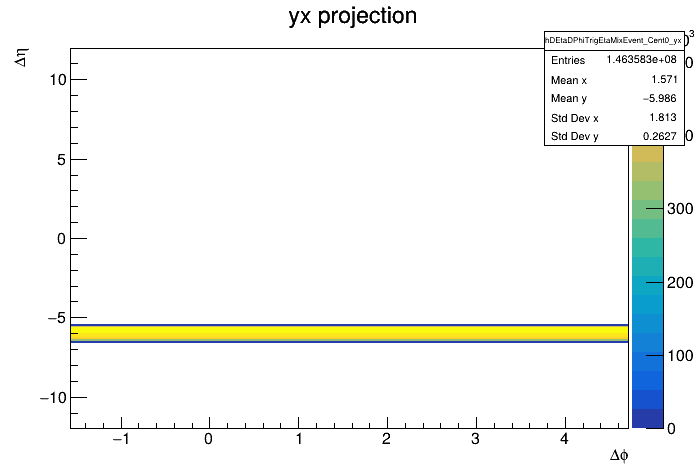 yx projection
hDEtaDPhiTrigEtaMixEvent_Cent0_yx
Entries 1.463583e+08
Mean x 1.571
Mean y −5.986
Std Dev x 1.813
Std Dev y 0.2627
Δη
10
5
0
−5
−10
−1 0 1 2 3 4
Δϕ
300
200
100
0